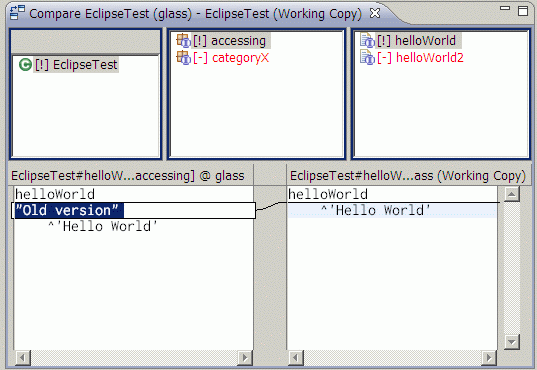 Compare EclipseTest (glass) - EclipseTest (Working Copy)
[!] EclipseTest
[!] accessing
[-] categoryX
[!] helloWorld
[-] helloWorld2
EclipseTest#helloW...accessing] @ glass
EclipseTest#helloW...ass (Working Copy)
helloWorld
"Old version"
^'Hello World'
helloWorld
^'Hello World'